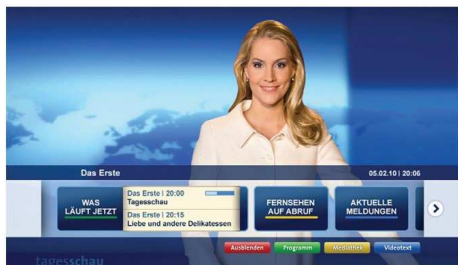 Das Erste
05.02.10 | 20:06
WAS
LÄUFT JETZT
Das Erste | 20:00
Tagesschau
Das Erste | 20:15
Liebe und andere Delikatessen
FERNSEHEN
AUF ABRUF
AKTUELLE
MELDUNGEN
Ausblenden
Programm
Mediathek
Videotext
tagesschau